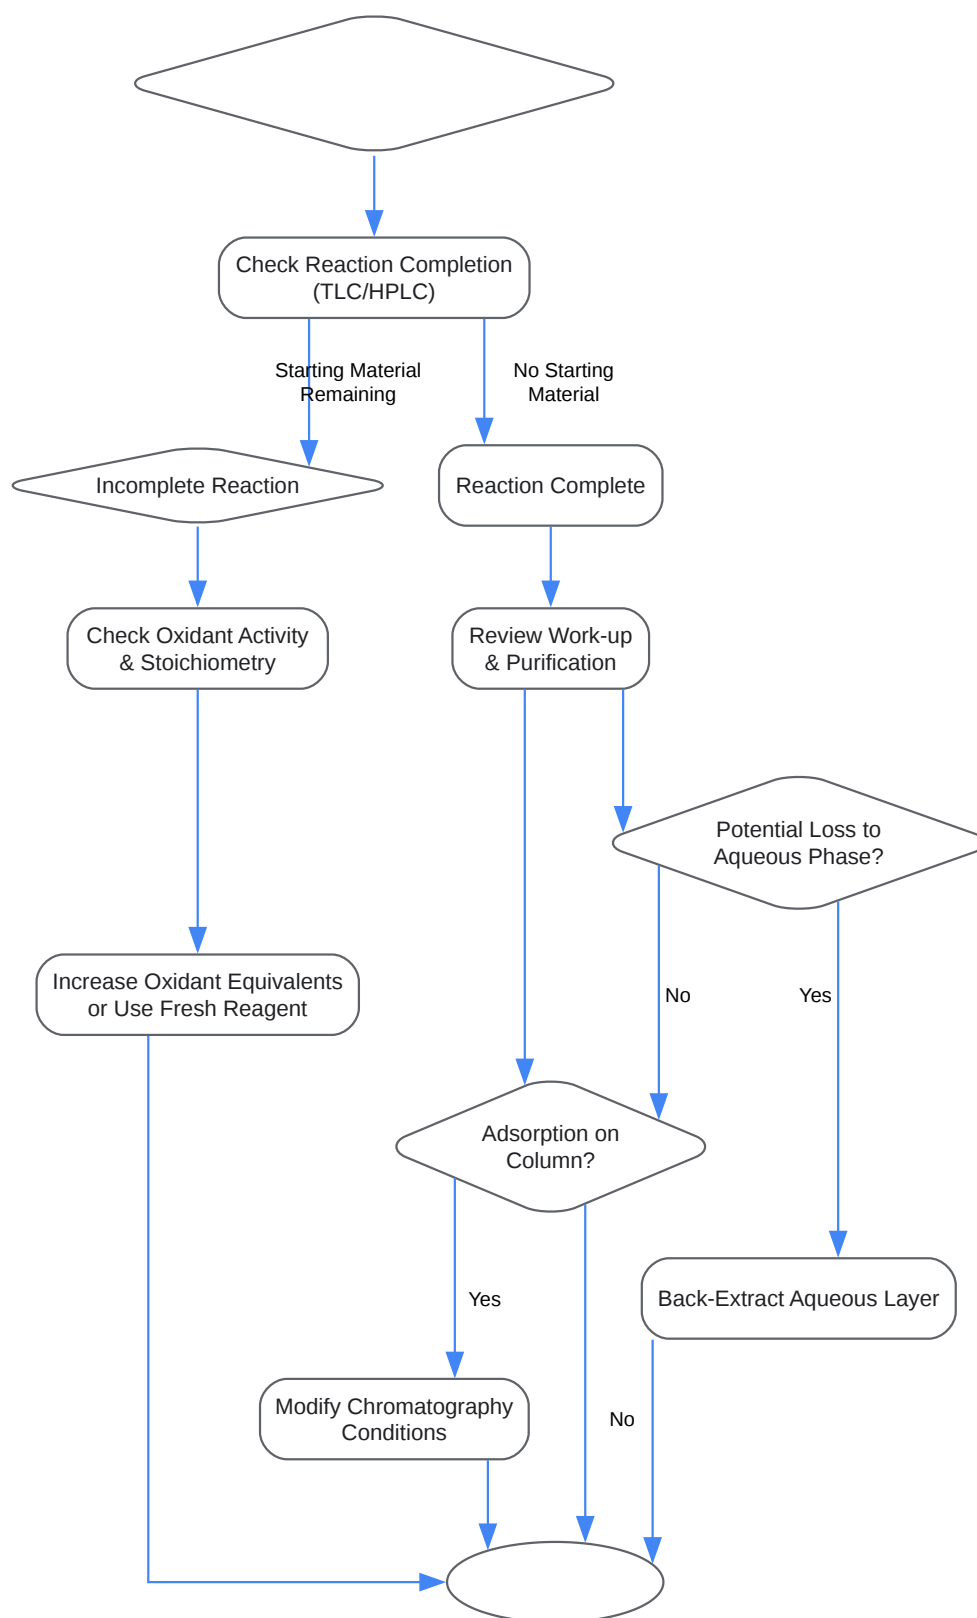 Check Reaction Completion
(TLC/HPLC)
Starting Material
Remaining
No Starting
Material
Incomplete Reaction
Reaction Complete
Check Oxidant Activity
& Stoichiometry
Review Work-up
& Purification
Potential Loss to
Aqueous Phase?
Increase Oxidant Equivalents
or Use Fresh Reagent
No
Yes
Adsorption on
Column?
Yes
Back-Extract Aqueous Layer
Modify Chromatography
Conditions
No